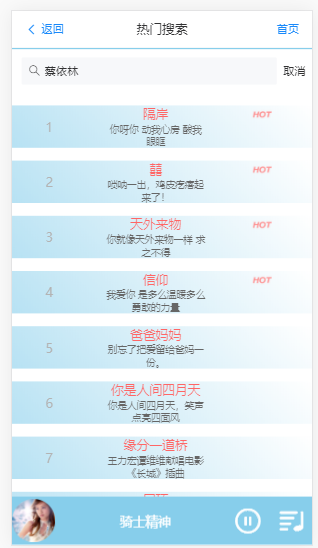 返回 热门搜索 首页
蔡依林 取消
隔岸 HOT
1 你呀你 动我心房 酸我
眼眶
囍 HOT
2 唢呐一出，鸡皮疙瘩起
来了！
天外来物 HOT
3 你就像天外来物一样 求
之不得
信仰 HOT
4 我爱你 是多么温暖多么
勇敢的力量
爸爸妈妈
5 别忘了把爱留给爸妈一
份。
你是人间四月天
6 你是人间四月天，笑声
点亮四面风
缘分一道桥
7 王力宏谭维维献唱电影
《长城》插曲
骑士精神